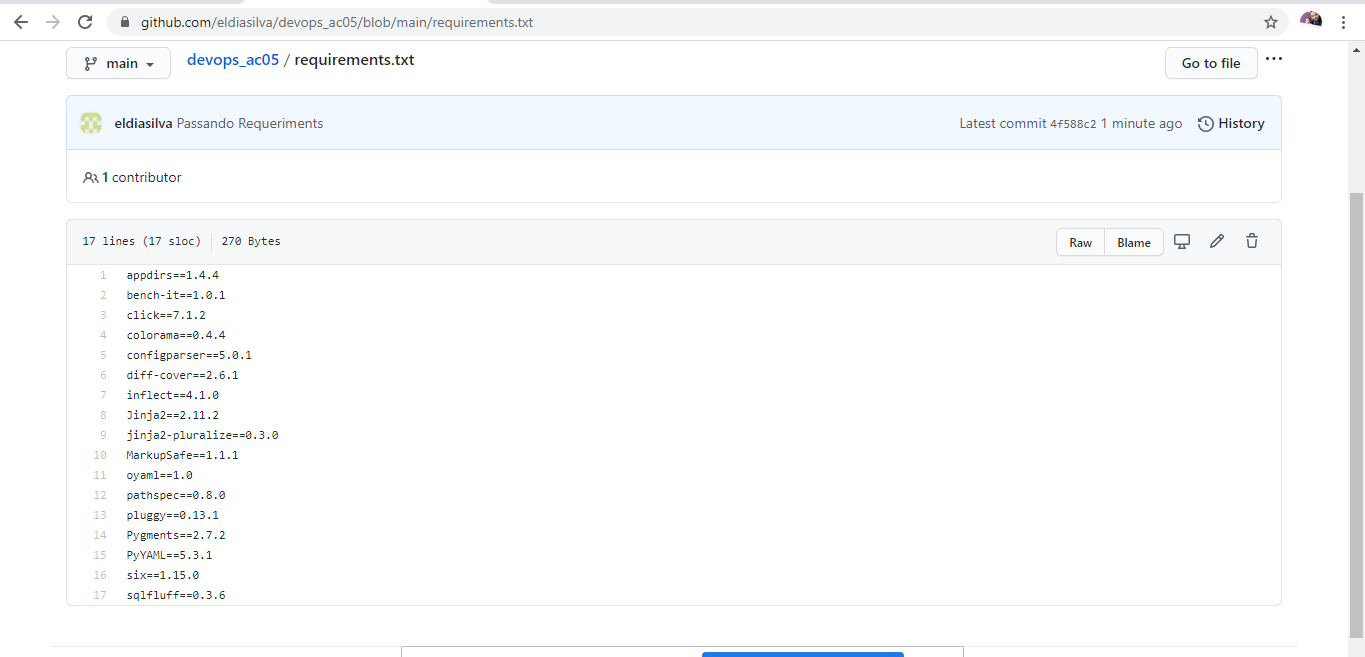 github.com/eldiasilva/devops_ac05/blob/main/requirements.txt
main
devops_ac05 / requirements.txt
Go to file
eldiasilva Passando Requeriments
Latest commit 4f588c2 1 minute ago
History
1 contributor
17 lines (17 sloc)
270 Bytes
Raw
Blame
1 appdirs==1.4.4
2 bench-it==1.0.1
3 click==7.1.2
4 colorama==0.4.4
5 configparser==5.0.1
6 diff-cover==2.6.1
7 inflect==4.1.0
8 Jinja2==2.11.2
9 jinja2-pluralize==0.3.0
10 MarkupSafe==1.1.1
11 oyaml==1.0
12 pathspec==0.8.0
13 pluggy==0.13.1
14 Pygments==2.7.2
15 PyYAML==5.3.1
16 six==1.15.0
17 sqlfluff==0.3.6